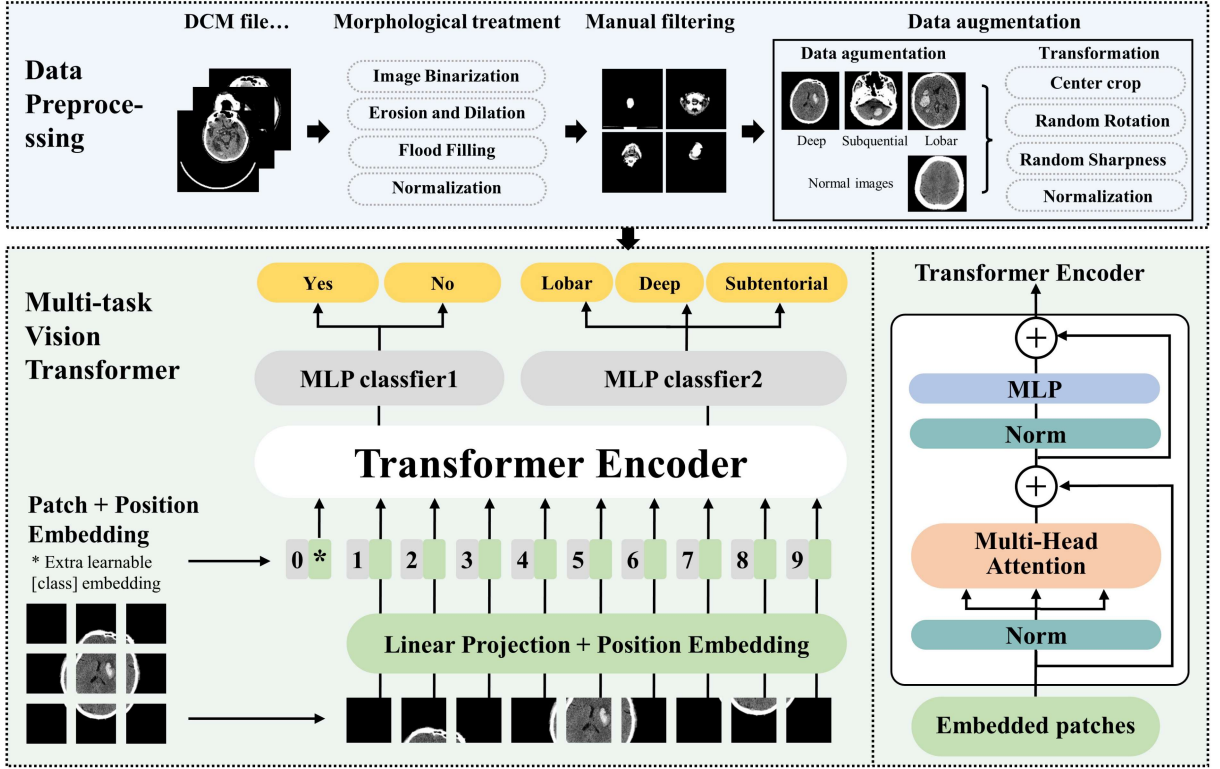 DCM file…
Morphological treatment
Manual filtering
Data augmentation
Data
Preproce-
ssing
Image Binarization
Erosion and Dilation
Flood Filling
Normalization
Data agumentation
Transformation
Deep
Subquential
Lobar
Normal images
Center crop
Random Rotation
Random Sharpness
Normalization
Multi-task
Vision
Transformer
Yes
No
Lobar
Deep
Subtentorial
MLP classfier1
MLP classfier2
Transformer Encoder
Patch + Position
Embedding
* Extra learnable
[class] embedding
0 * 1 2 3 4 5 6 7 8 9
Linear Projection + Position Embedding
Transformer Encoder
+
MLP
Norm
+
Multi-Head
Attention
Norm
Embedded patches